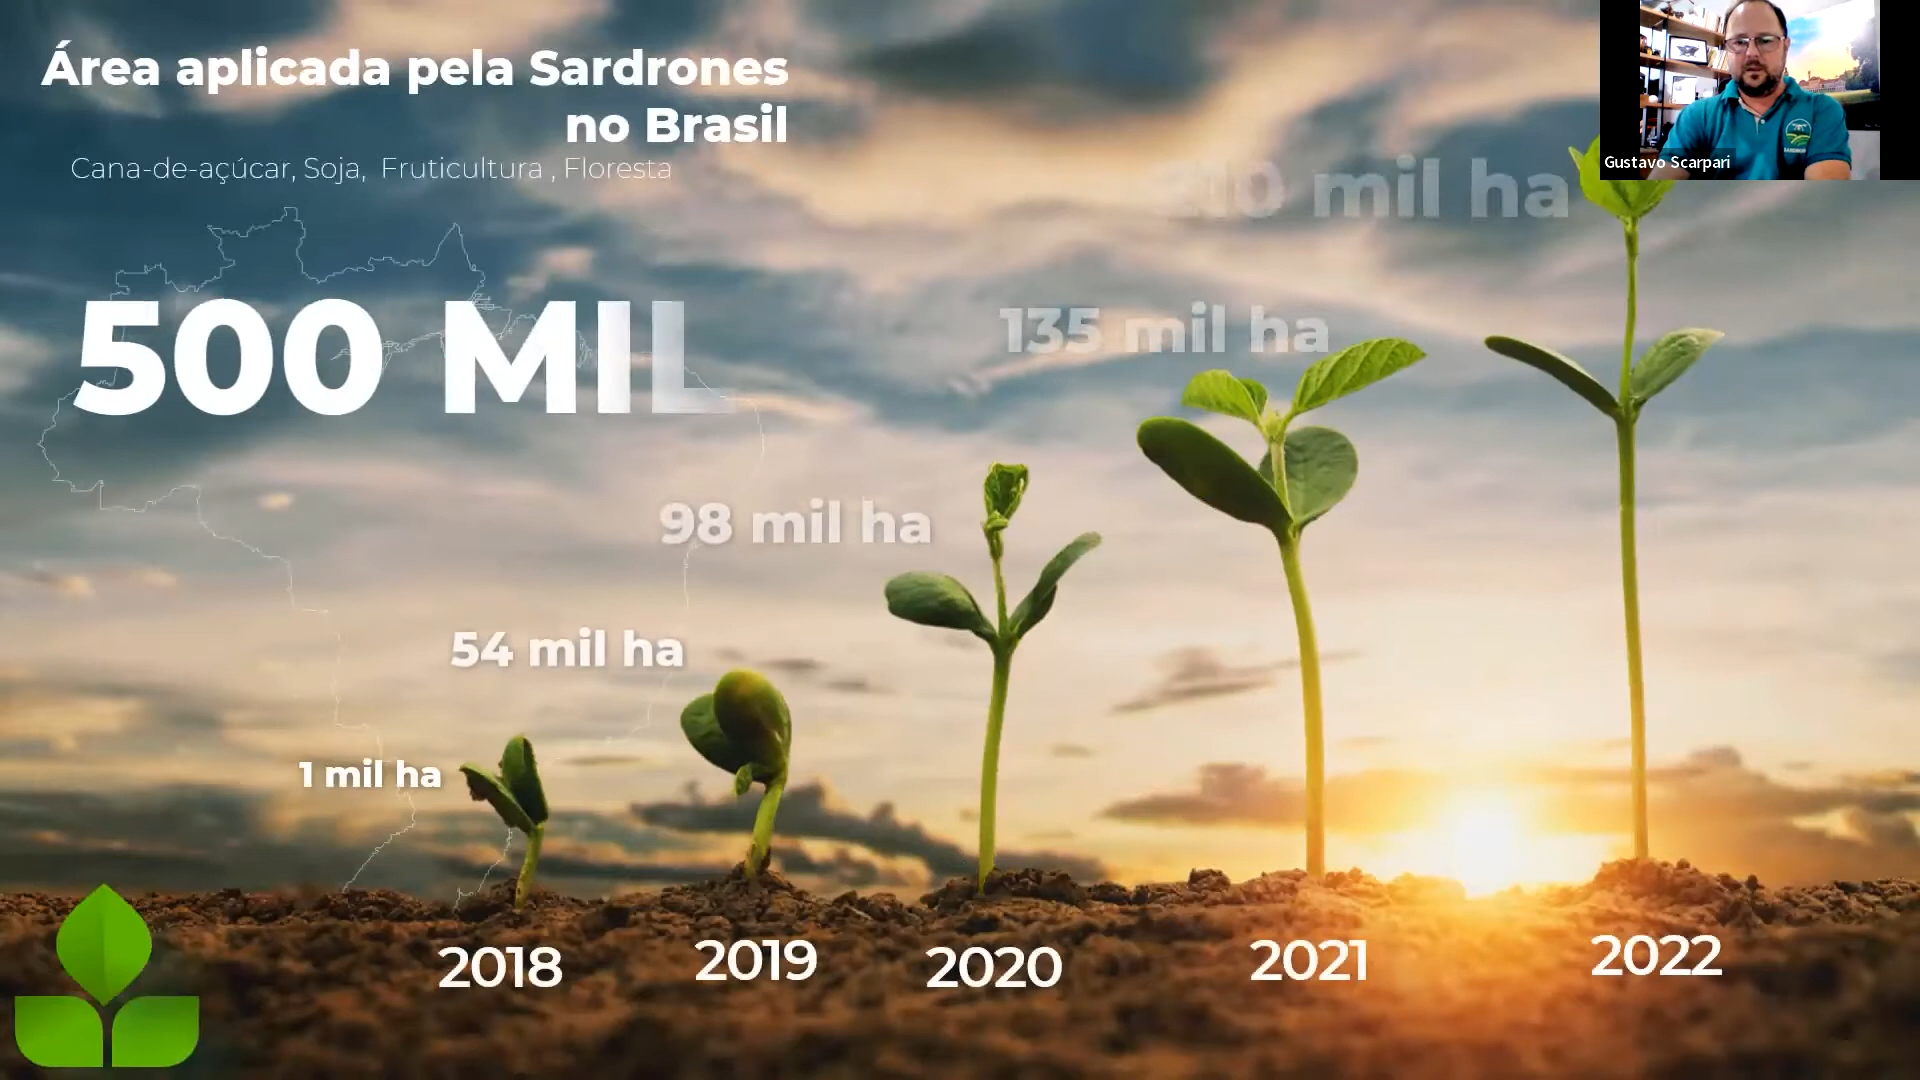 Área aplicada pela Sardrones
no Brasil
Cana-de-açúcar, Soja, Fruticultura , Floresta
500 MIL
210 mil ha
135 mil ha
98 mil ha
54 mil ha
1 mil ha
2018
2019
2020
2021
2022
Gustavo Scarpari